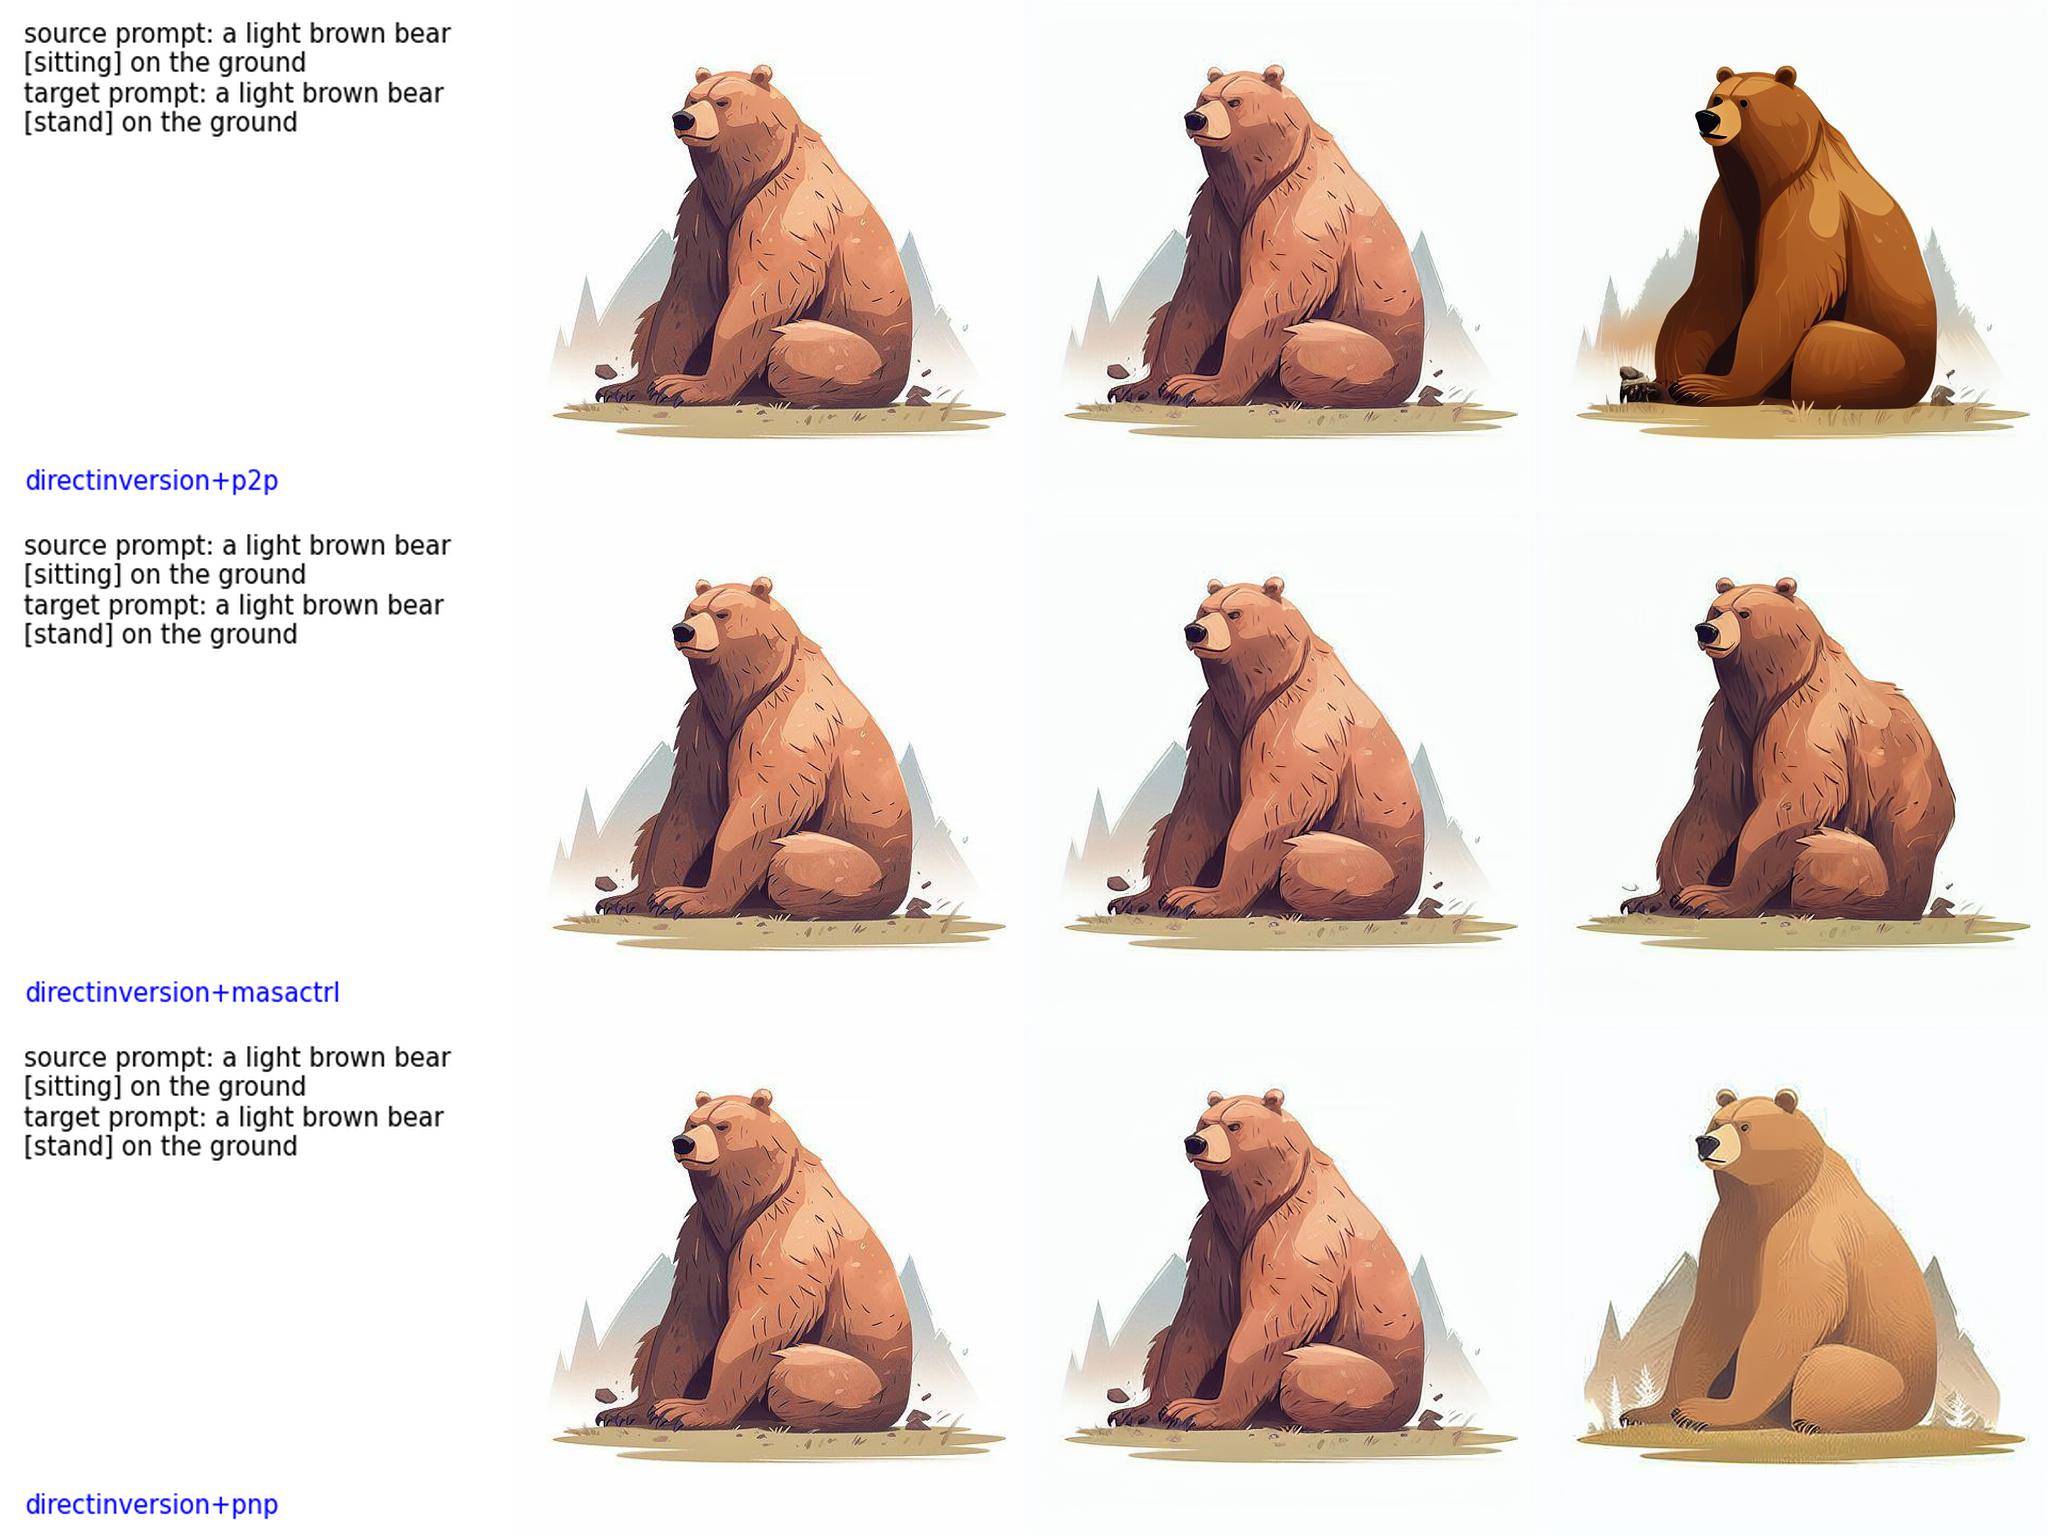 source prompt: a light brown bear
[sitting] on the ground
target prompt: a light brown bear
[stand] on the ground
directinversion+p2p
source prompt: a light brown bear
[sitting] on the ground
target prompt: a light brown bear
[stand] on the ground
directinversion+masactrl
source prompt: a light brown bear
[sitting] on the ground
target prompt: a light brown bear
[stand] on the ground
directinversion+pnp